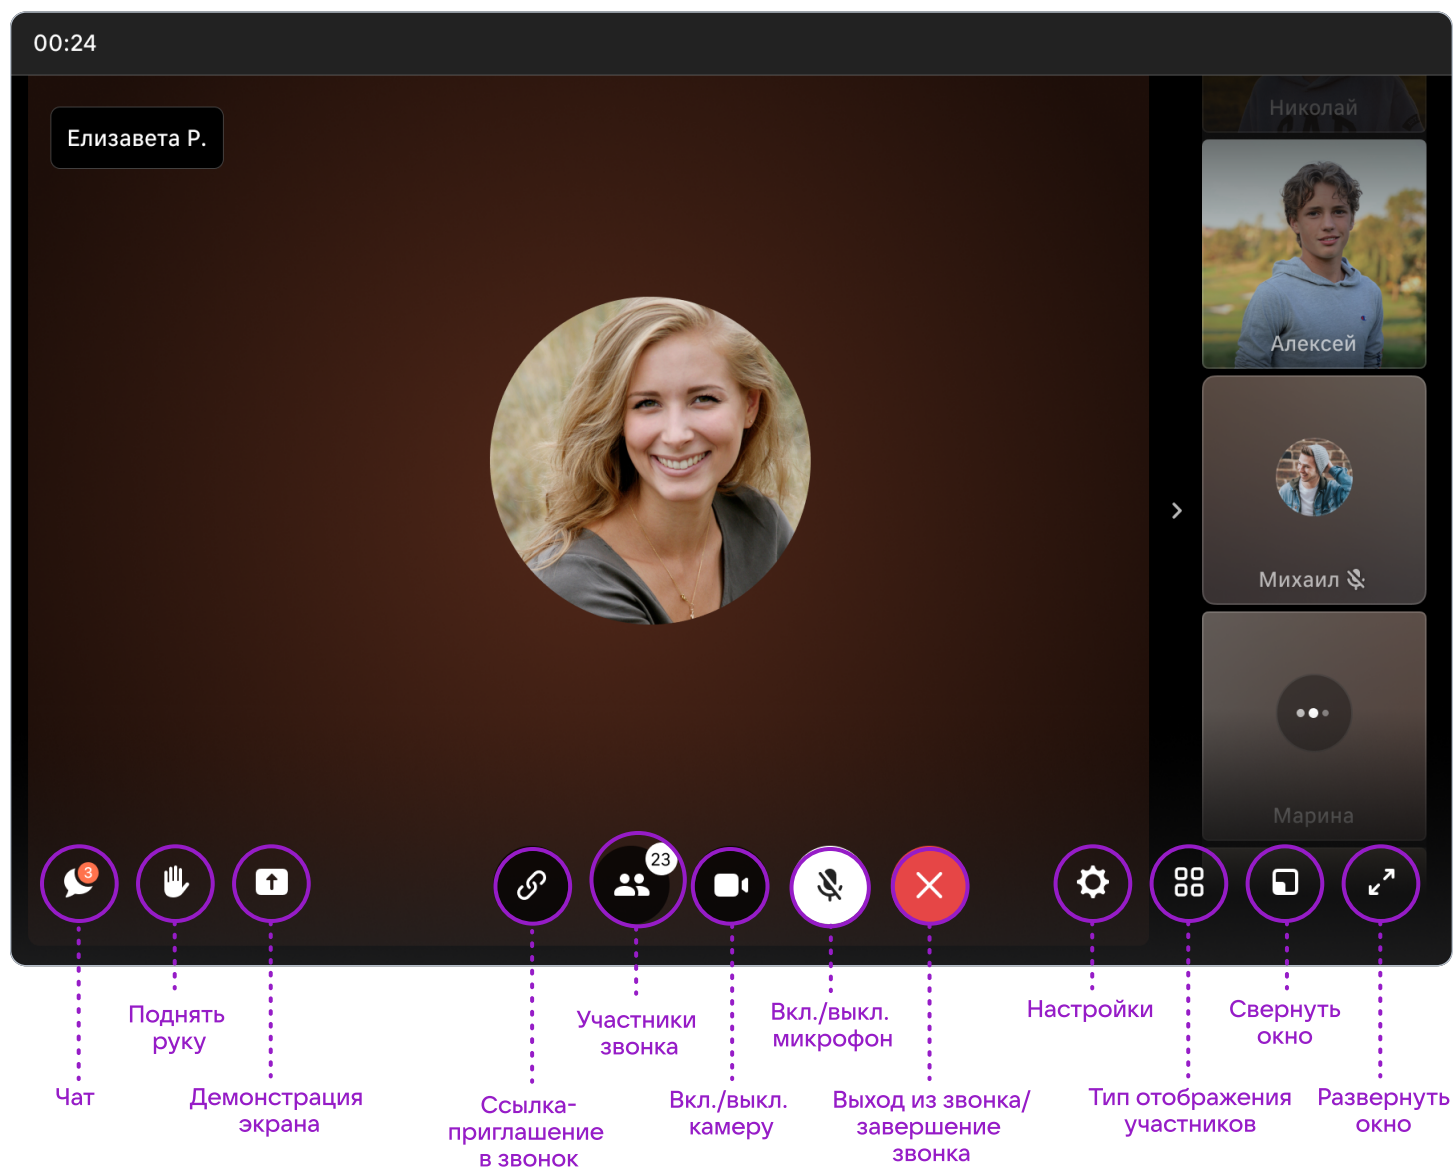 00:24
Елизавета Р.
Николай
Алексей
Михаил
Марина
3
23
Чат
Поднять
руку
Демонстрация
экрана
Ссылка-
приглашение
в звонок
Участники
звонка
Вкл./выкл.
камеру
Вкл./выкл.
микрофон
Выход из звонка/
завершение
звонка
Настройки
Тип отображения
участников
Свернуть
окно
Развернуть
окно